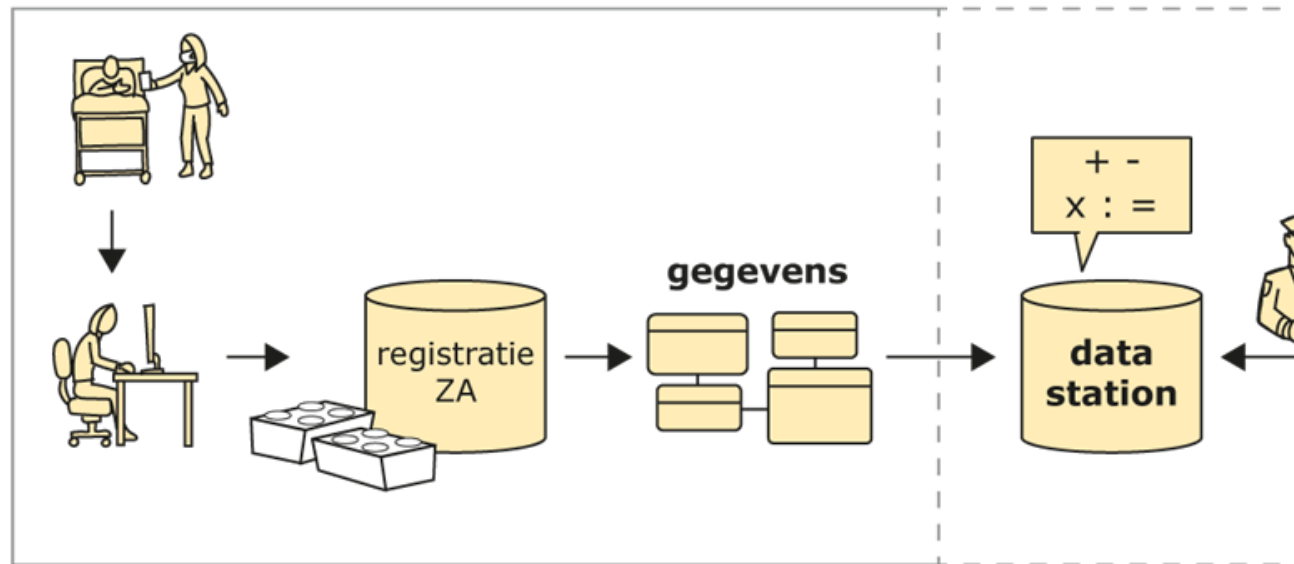 + -
x : =
gegevens
registratie
ZA
data
station